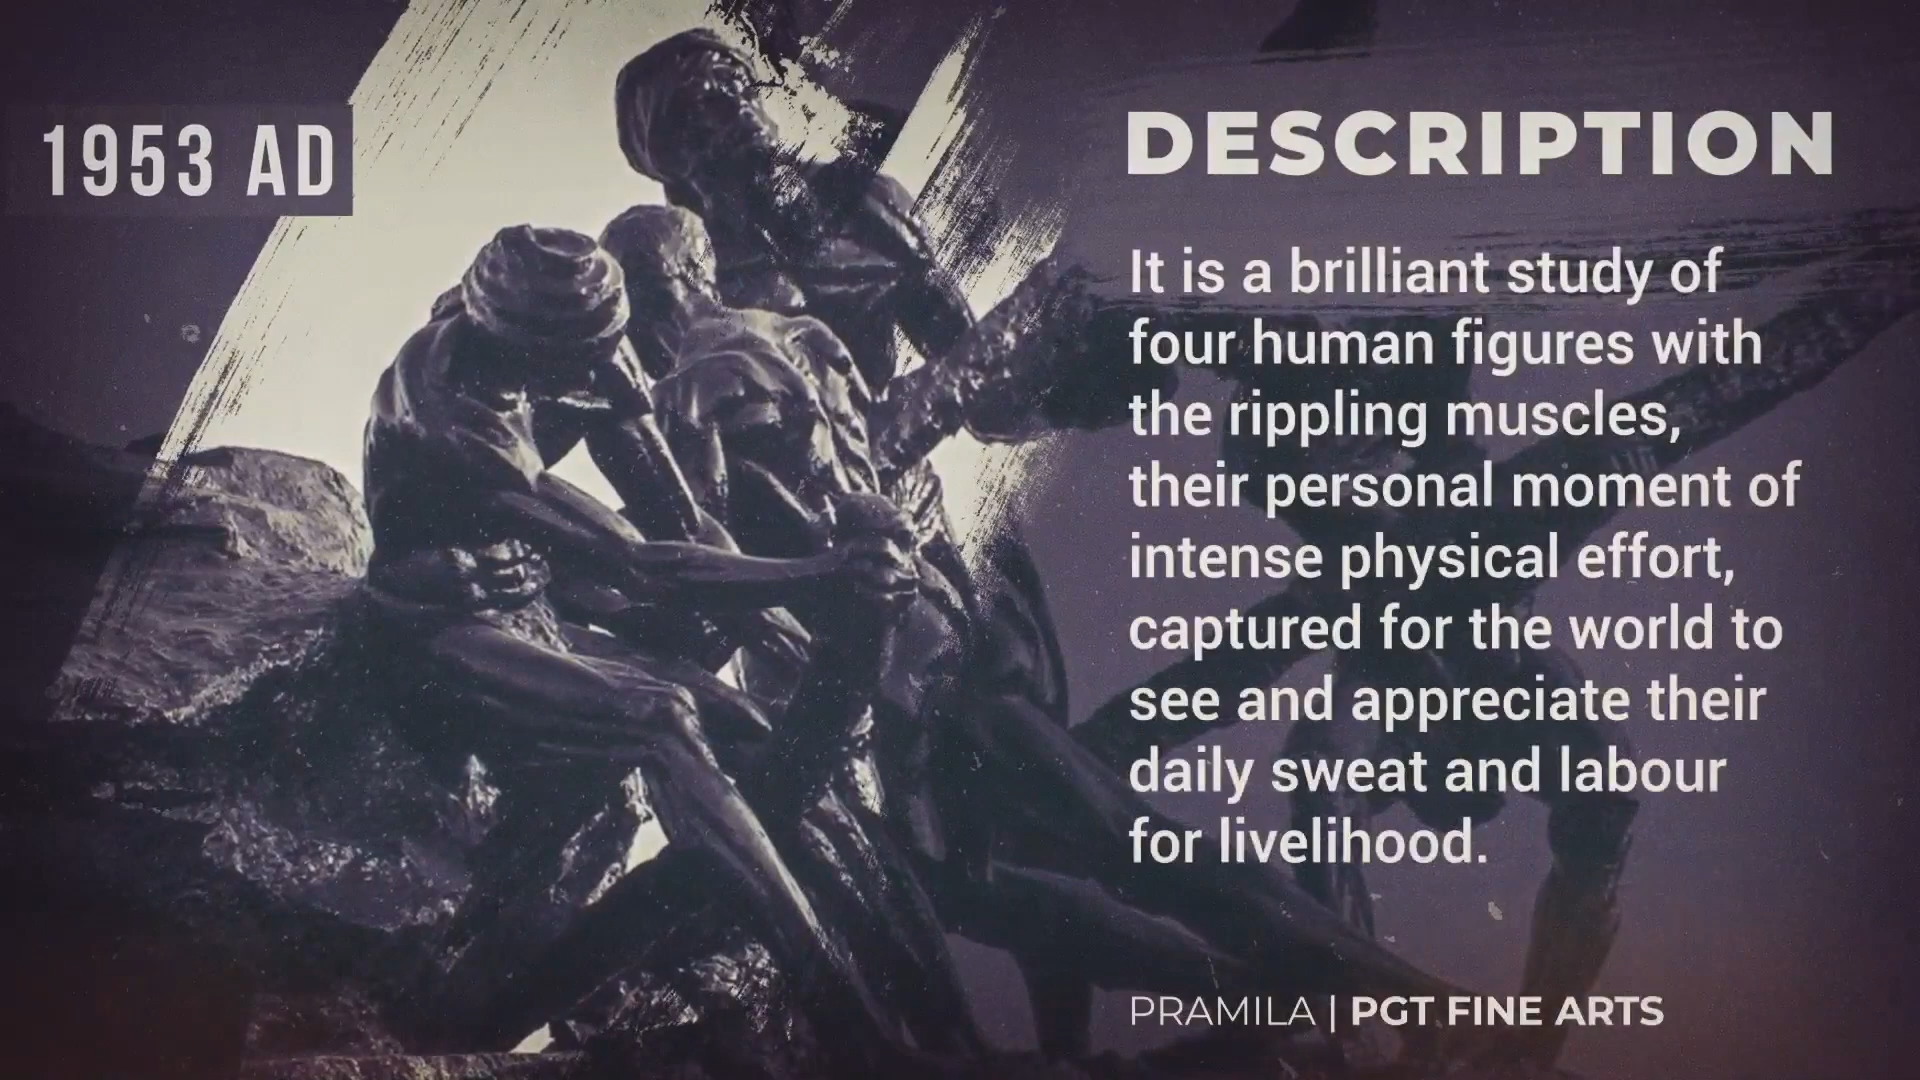 1953 AD
DESCRIPTION
It is a brilliant study of
four human figures with
the rippling muscles,
their personal moment of
intense physical effort,
captured for the world to
see and appreciate their
daily sweat and labour
for livelihood.
PRAMILA | PGT FINE ARTS